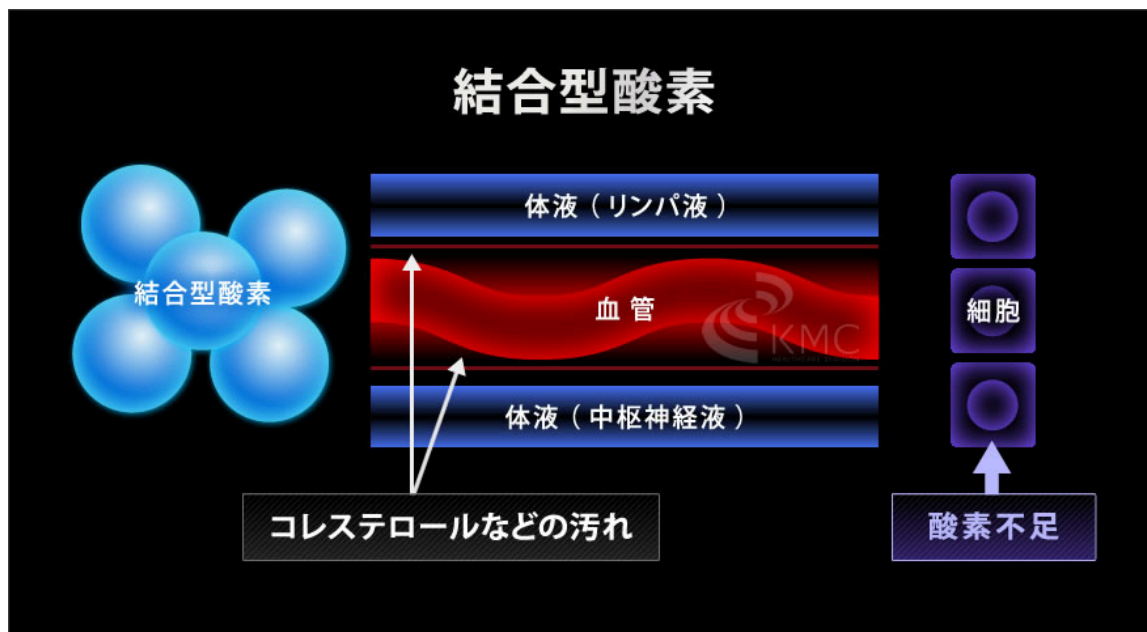 結合型酸素
体液(リンパ液)
結合型酸素
血管
細胞
KMC
体液(中枢神経液)
コレステロールなどの汚れ
酸素不足